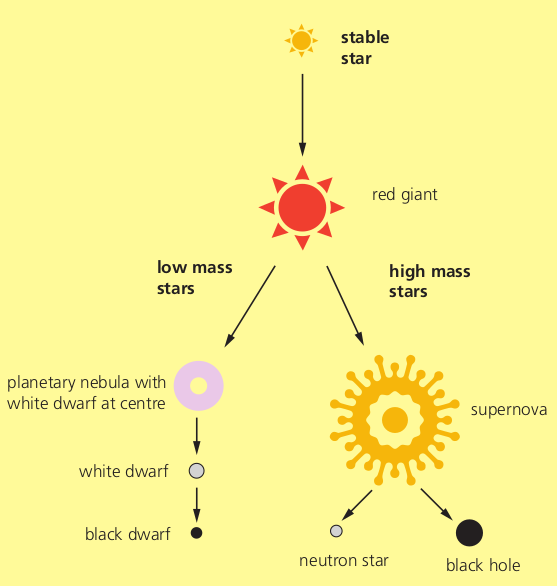 stable
star
red giant
low mass
stars
high mass
stars
planetary nebula with
white dwarf at centre
supernova
white dwarf
black dwarf
neutron star
black hole